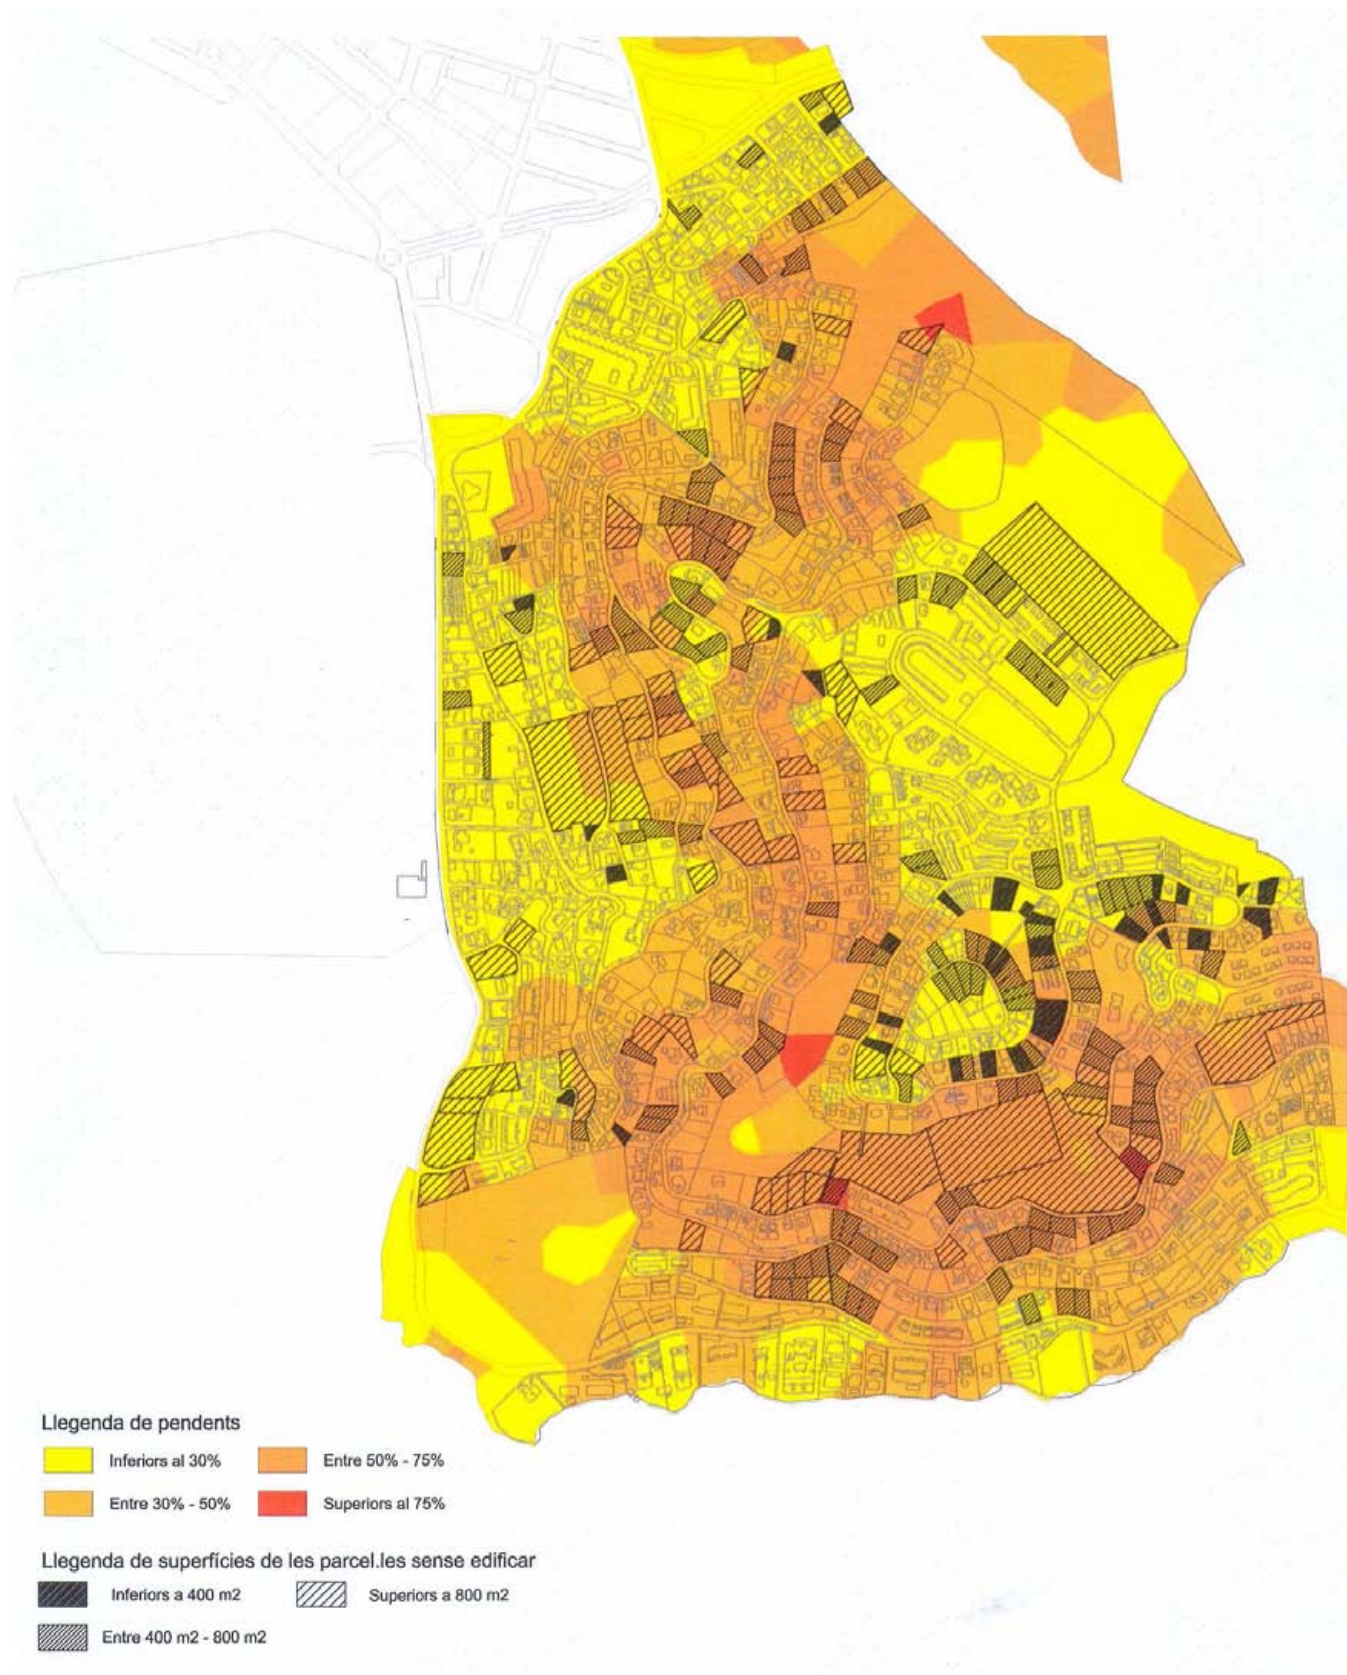 Llegenda de pendents
Inferiors al 30%
Entre 50% - 75%
Entre 30% - 50%
Superiors al 75%
Llegenda de superfícies de les parcel.les sense edificar
Inferiors a 400 m2
Superiors a 800 m2
Entre 400 m2 - 800 m2